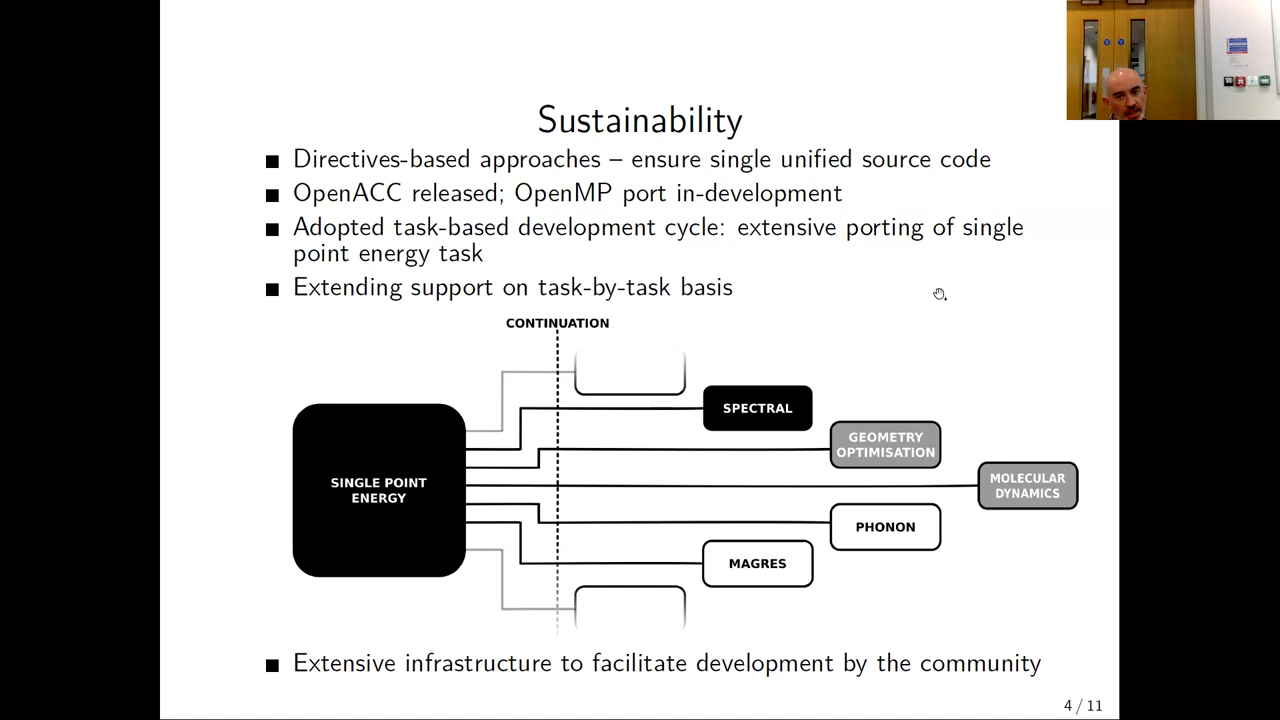 Sustainability
Directives-based approaches – ensure single unified source code
OpenACC released; OpenMP port in-development
Adopted task-based development cycle: extensive porting of single
point energy task
Extending support on task-by-task basis
CONTINUATION
SPECTRAL
GEOMETRY
OPTIMISATION
SINGLE POINT
ENERGY
MOLECULAR
DYNAMICS
PHONON
MAGRES
Extensive infrastructure to facilitate development by the community
4 / 11